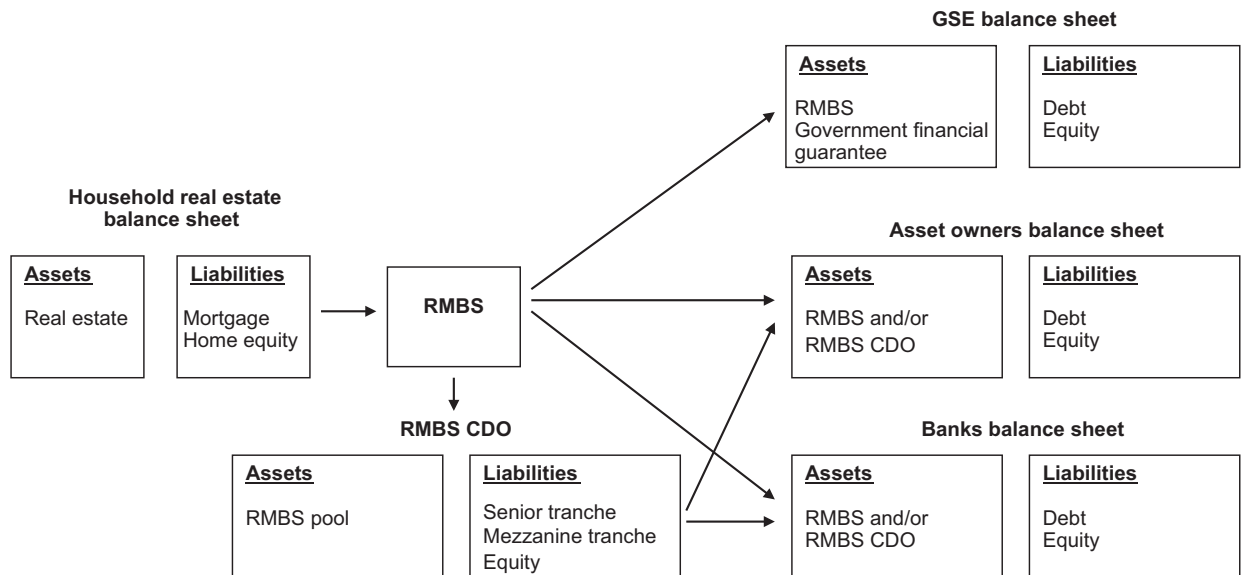 GSE balance sheet
Assets
RMBS
Government financial
guarantee
Liabilities
Debt
Equity
Household real estate
balance sheet
Assets
Real estate
Liabilities
Mortgage
Home equity
RMBS
Asset owners balance sheet
Assets
RMBS and/or
RMBS CDO
Liabilities
Debt
Equity
RMBS CDO
Assets
RMBS pool
Liabilities
Senior tranche
Mezzanine tranche
Equity
Banks balance sheet
Assets
RMBS and/or
RMBS CDO
Liabilities
Debt
Equity